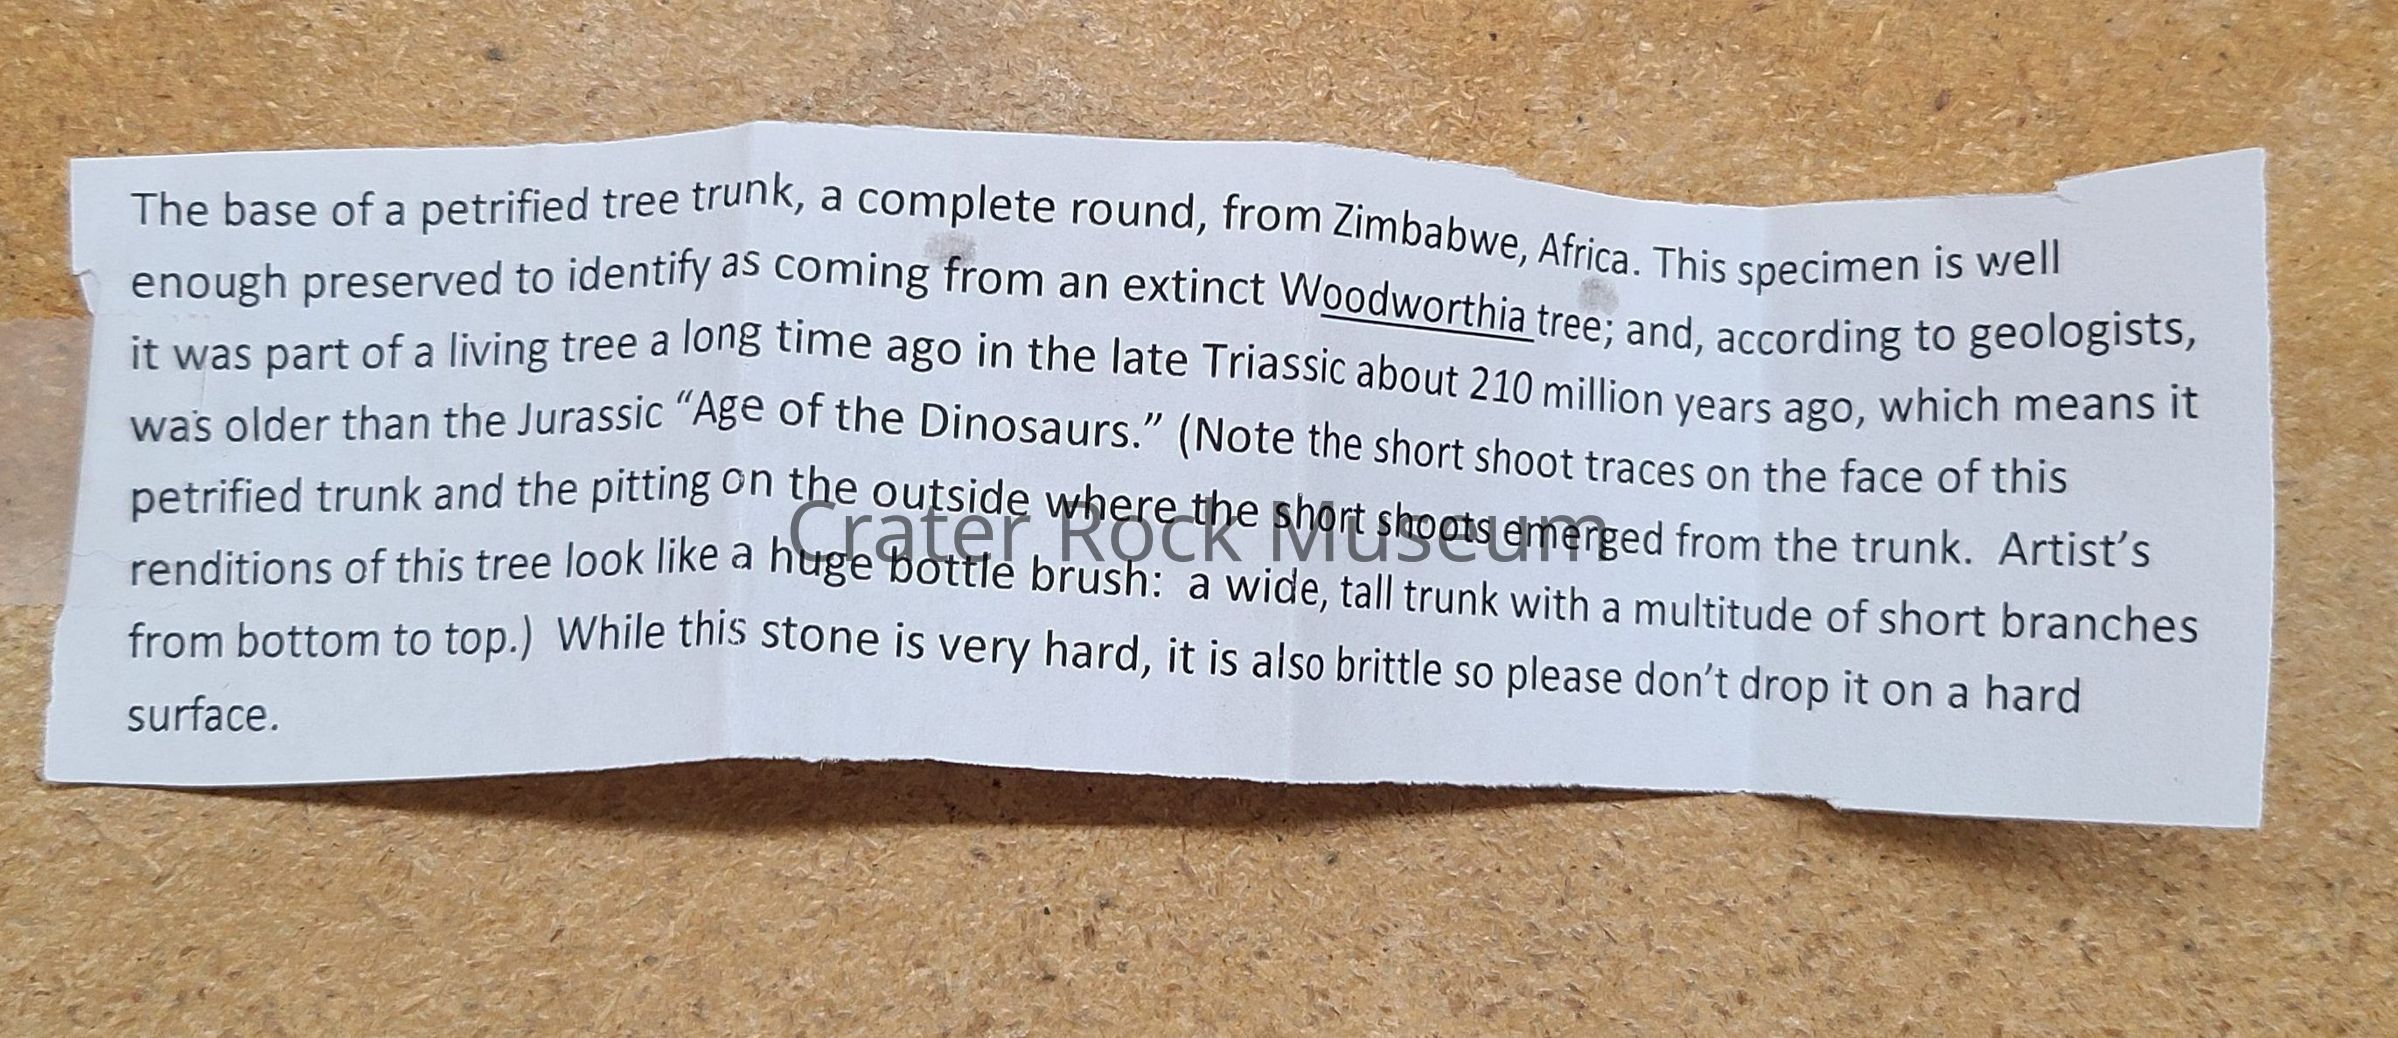 The base of a petrified tree trunk, a complete round, from Zimbabwe, Africa. This specimen is well
enough preserved to identify as coming from an extinct Woodworthia tree; and, according to geologists,
it was part of a living tree a long time ago in the late Triassic about 210 million years ago, which means it
was older than the Jurassic “Age of the Dinosaurs.” (Note the short shoot traces on the face of this
petrified trunk and the pitting on the outside where the short shoots emerged from the trunk.  Artist’s
renditions of this tree look like a huge bottle brush:  a wide, tall trunk with a multitude of short branches
from bottom to top.)  While this stone is very hard, it is also brittle so please don’t drop it on a hard
surface.
Crater Rock Museum